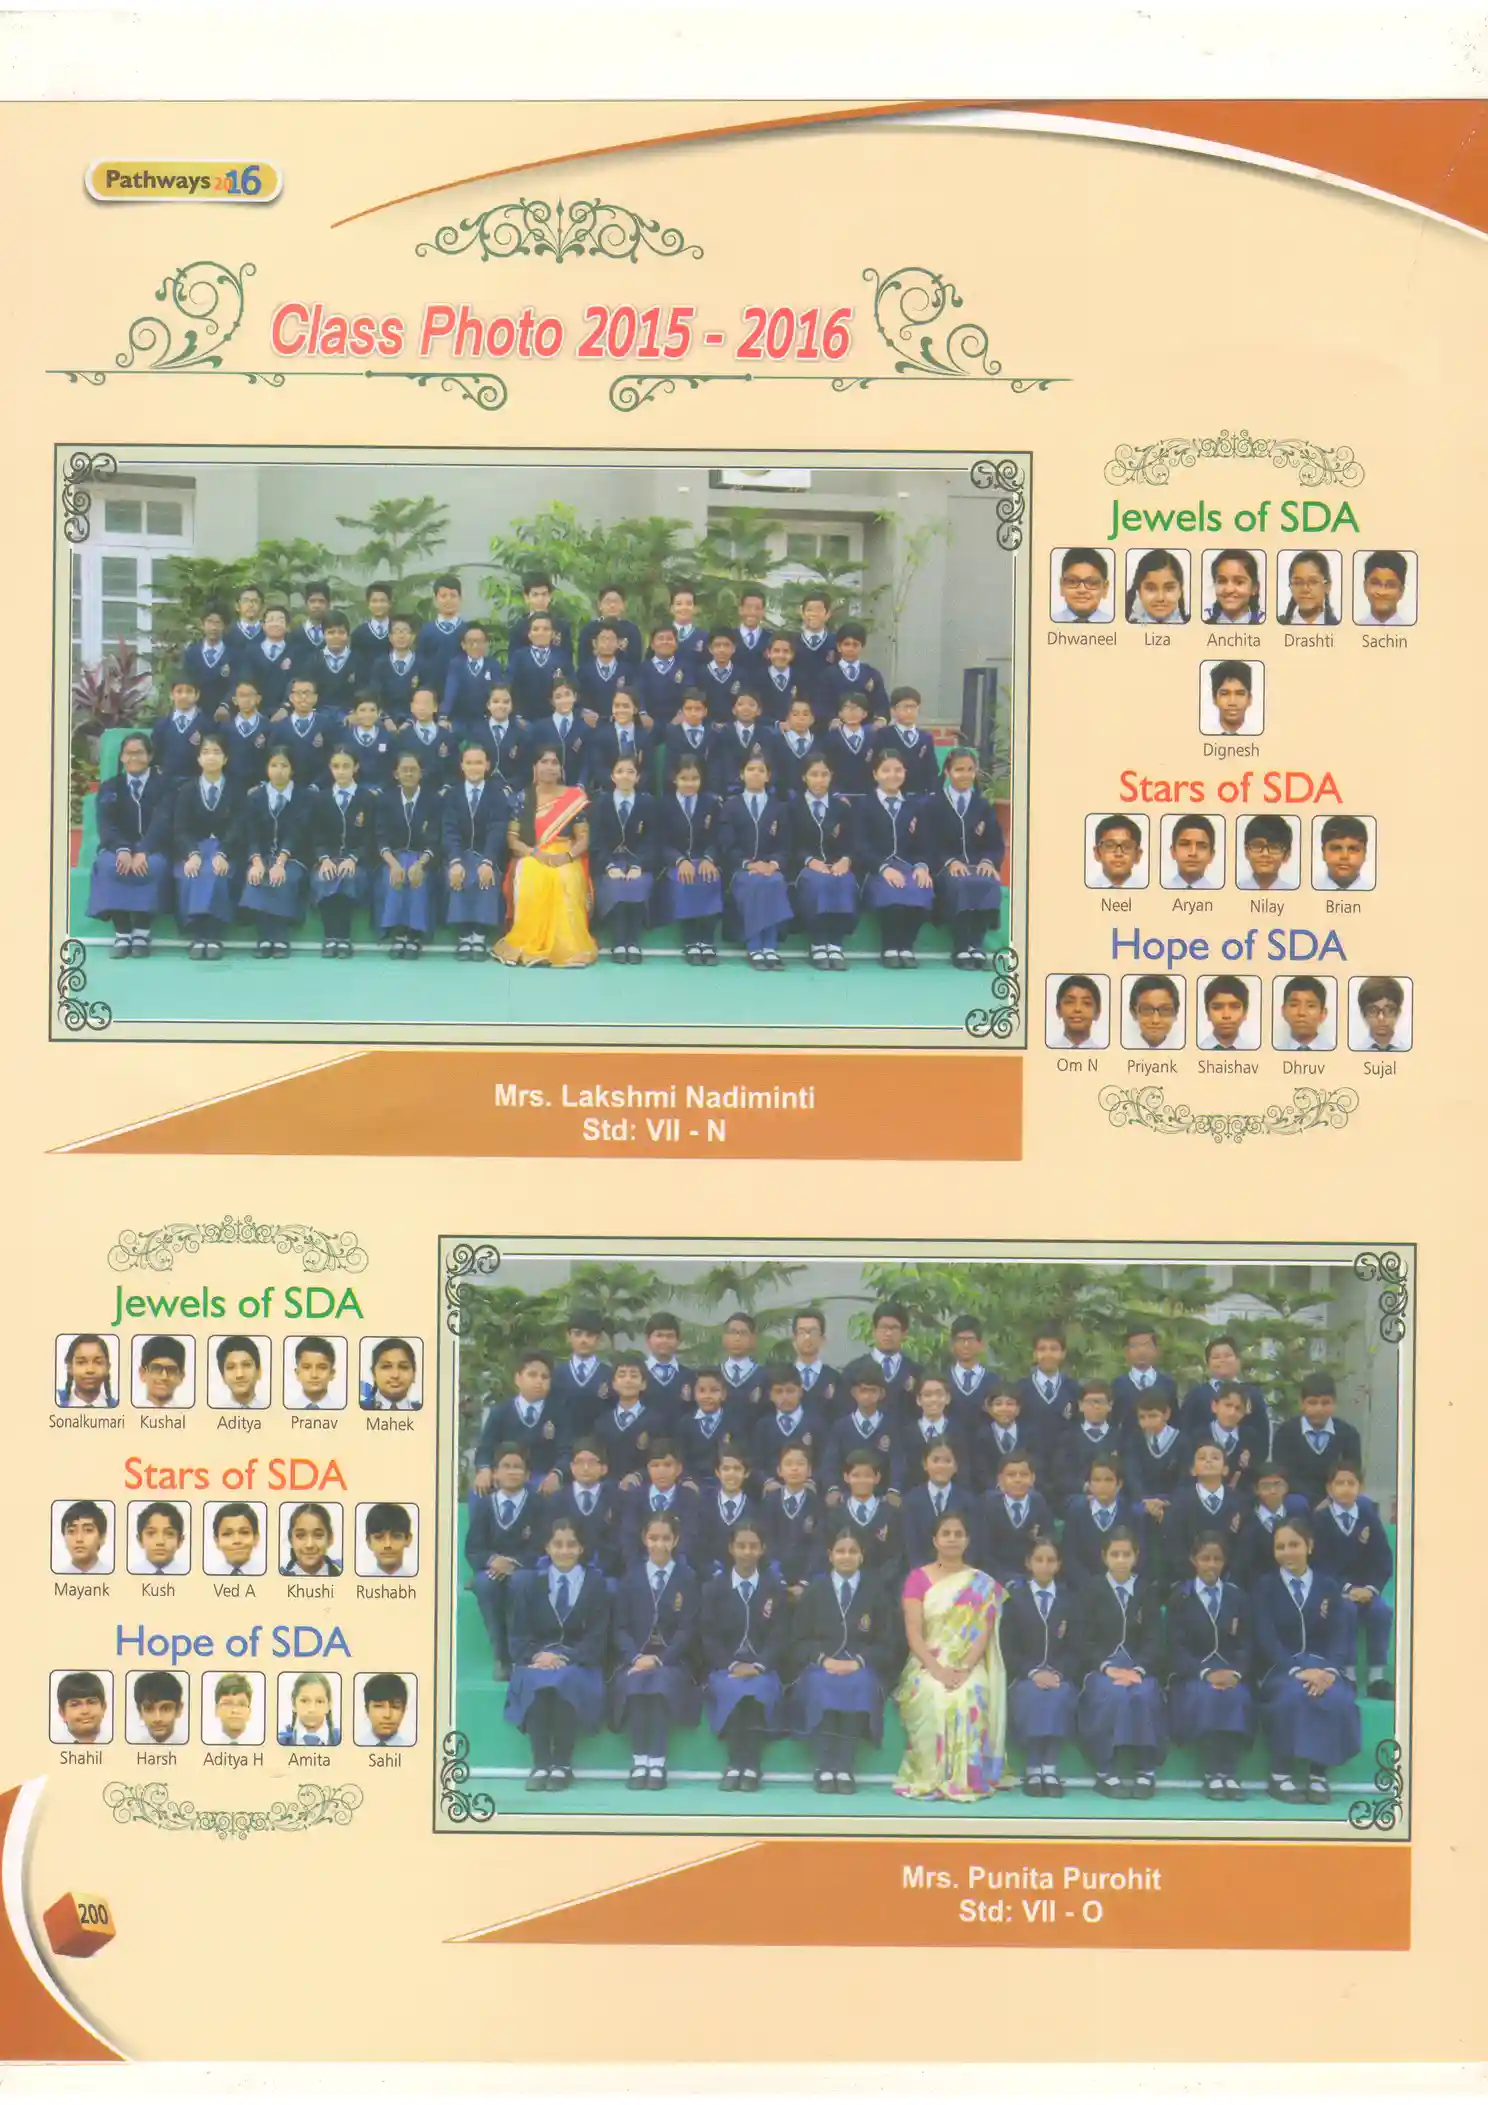 Pathways 2016
Class Photo 2015 - 2016
Jewels of SDA
Dhwaneel Liza Anchita Drashti Sachin
Dignesh
Stars of SDA
Neel Aryan Nilay Brian
Hope of SDA
Om N Priyank Shaishav Dhruv Sujal
Mrs. Lakshmi Nadiminti
Std: VII - N
Jewels of SDA
Sonalkumari Kushal Aditya Pranav Mahek
Stars of SDA
Mayank Kush Ved A Khushi Rushabh
Hope of SDA
Shahil Harsh Aditya H Amita Sahil
Mrs. Punita Purohit
Std: VII - O
200